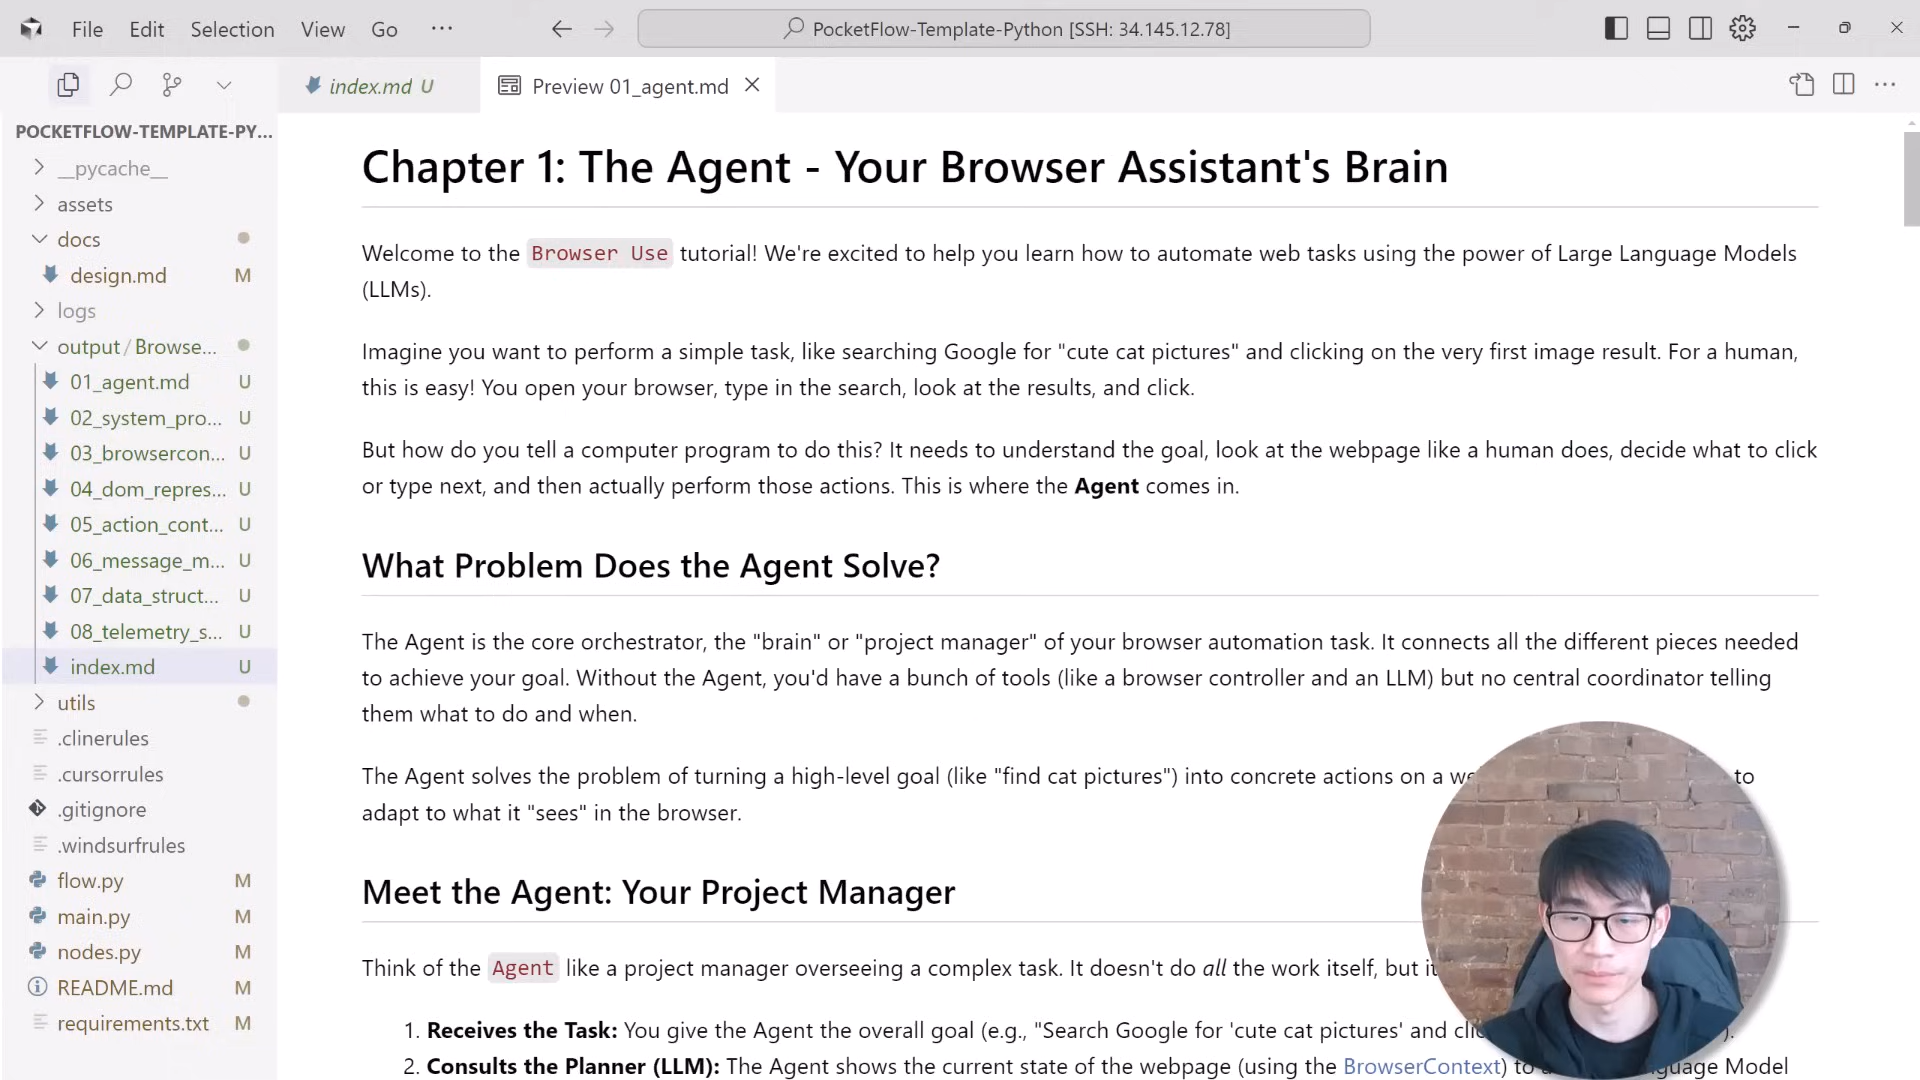 File Edit Selection View Go ··· PocketFlow-Template-Python [SSH: 34.145.12.78]
index.md U Preview 01_agent.md
POCKETFLOW-TEMPLATE-PY...
__pycache__
assets
docs
design.md M
logs
output / Browse...
01_agent.md U
02_system_pro... U
03_browsercon... U
04_dom_repres... U
05_action_cont... U
06_message_m... U
07_data_struct... U
08_telemetry_s... U
index.md U
utils
.clinerules
.cursorrules
.gitignore
.windsurfrules
flow.py M
main.py M
nodes.py M
README.md M
requirements.txt M
Chapter 1: The Agent - Your Browser Assistant's Brain
Welcome to the Browser Use tutorial! We're excited to help you learn how to automate web tasks using the power of Large Language Models
(LLMs).
Imagine you want to perform a simple task, like searching Google for "cute cat pictures" and clicking on the very first image result. For a human,
this is easy! You open your browser, type in the search, look at the results, and click.
But how do you tell a computer program to do this? It needs to understand the goal, look at the webpage like a human does, decide what to click
or type next, and then actually perform those actions. This is where the Agent comes in.
What Problem Does the Agent Solve?
The Agent is the core orchestrator, the "brain" or "project manager" of your browser automation task. It connects all the different pieces needed
to achieve your goal. Without the Agent, you'd have a bunch of tools (like a browser controller and an LLM) but no central coordinator telling
them what to do and when.
The Agent solves the problem of turning a high-level goal (like "find cat pictures") into concrete actions on a we to
adapt to what it "sees" in the browser.
Meet the Agent: Your Project Manager
Think of the Agent like a project manager overseeing a complex task. It doesn't do all the work itself, but it
1. Receives the Task: You give the Agent the overall goal (e.g., "Search Google for 'cute cat pictures' and cli ).
2. Consults the Planner (LLM): The Agent shows the current state of the webpage (using the BrowserContext) to Model